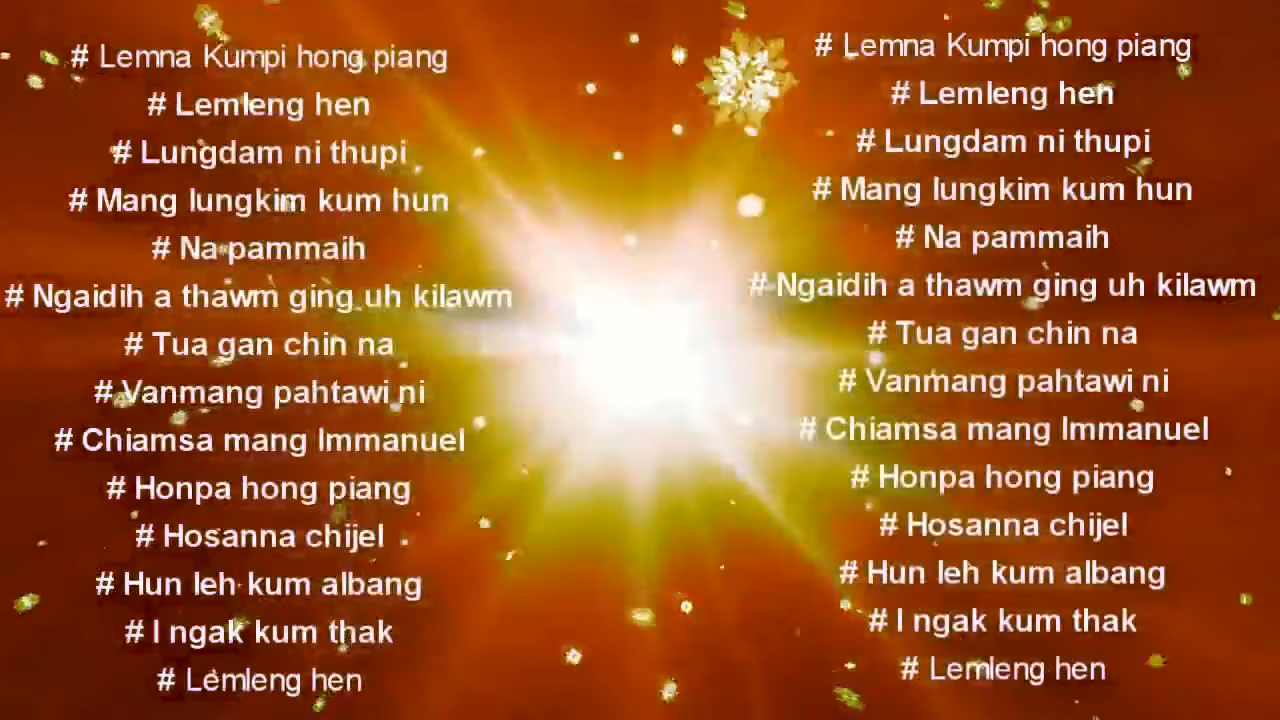 # Lemna Kumpi hong piang
# Lemleng hen
# Lungdam ni thupi
# Mang lungkim kum hun
# Na pammaih
# Ngaidih a thawm ging uh kilawm
# Tua gan chin na
# Vanmang pahtawi ni
# Chiamsa mang Immanuel
# Honpa hong piang
# Hosanna chijel
# Hun leh kum albang
# I ngak kum thak
# Lemleng hen
# Lemna Kumpi hong piang
# Lemleng hen
# Lungdam ni thupi
# Mang lungkim kum hun
# Na pammaih
# Ngaidih a thawm ging uh kilawm
# Tua gan chin na
# Vanmang pahtawi ni
# Chiamsa mang Immanuel
# Honpa hong piang
# Hosanna chijel
# Hun leh kum albang
# I ngak kum thak
# Lemleng hen